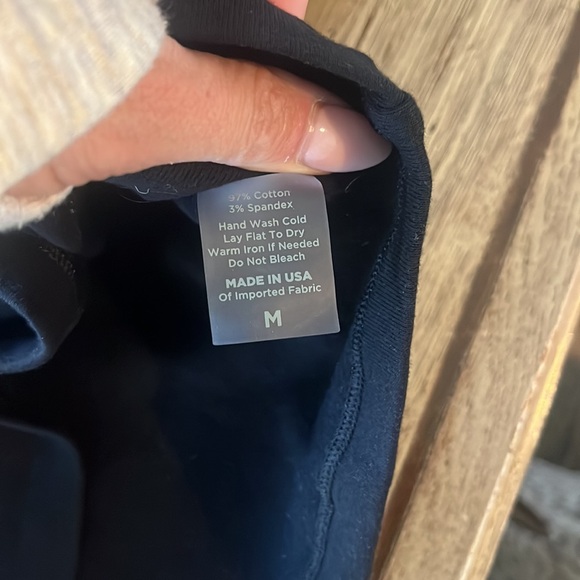 97% Cotton
3% Spandex
Hand Wash Cold
Lay Flat To Dry
Warm Iron If Needed
Do Not Bleach
MADE IN USA
Of Imported Fabric
M